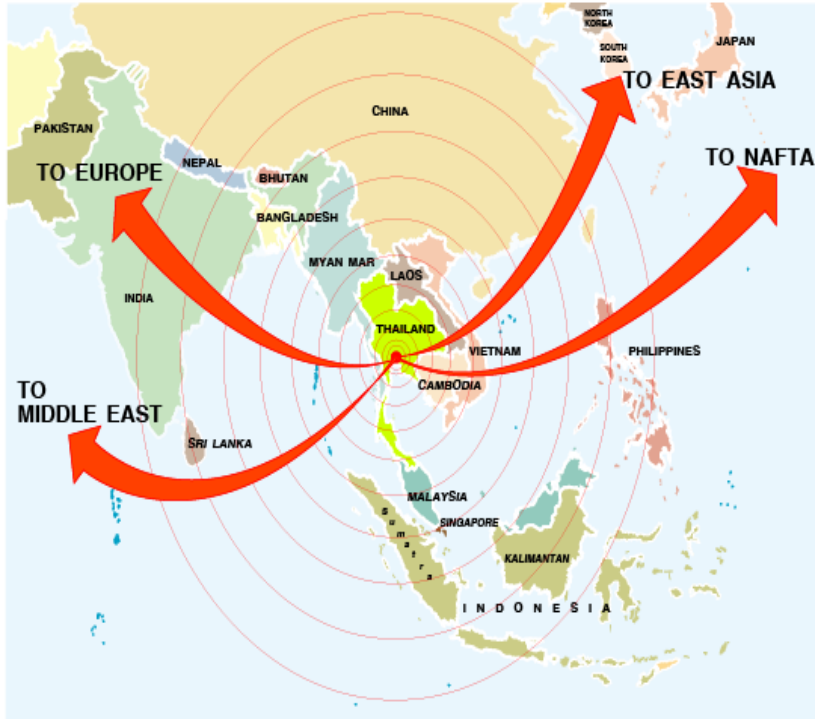 NORTH
KOREA
JAPAN
SOUTH
KOREA
TO EAST ASIA
CHINA
PAKISTAN
TO NAFTA
NEPAL
TO EUROPE
BHUTAN
BANGLADESH
MYAN MAR
LAOS
INDIA
THAILAND
VIETNAM
PHILIPPINES
CAMBODIA
TO
MIDDLE EAST
SRI LANKA
MALAYSIA
Sumatra
SINGAPORE
KALIMANTAN
INDONESIA